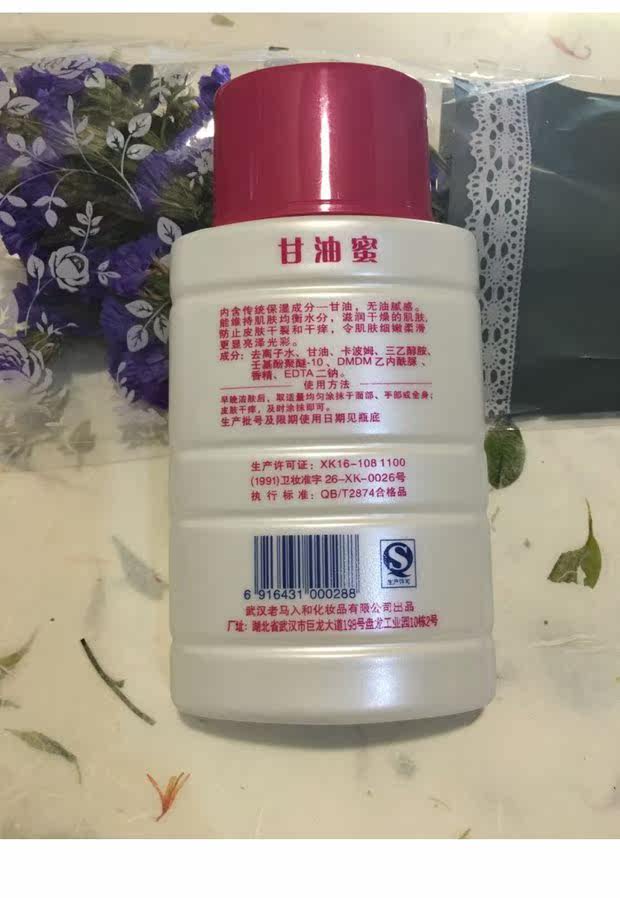 甘油蜜
内含传统保湿成分—甘油，无油腻感。
能维持肌肤均衡水分，滋润干燥的肌肤,
防止皮肤干裂和干痒，令肌肤细嫩柔滑
更显亮泽光彩。
成分：去离子水、甘油、卡波姆、三乙醇胺、
壬基酚聚醚-10、DMDM乙内酰脲、
香精、EDTA二钠。
使用方法
早晚洁肤后、取适量均匀涂抹于面部、手部或全身；
皮肤干痒，及时涂抹即可。
生产批号及限期使用日期见瓶底
生产许可证：XK16-108 1100
(1991)卫妆准字 26-XK-0026号
执行标准：QB/T2874合格品
6 916431 000288
生产许可
武汉老马入和化妆品有限公司出品
厂址：湖北省武汉市巨龙大道198号盘龙工业园10栋2号